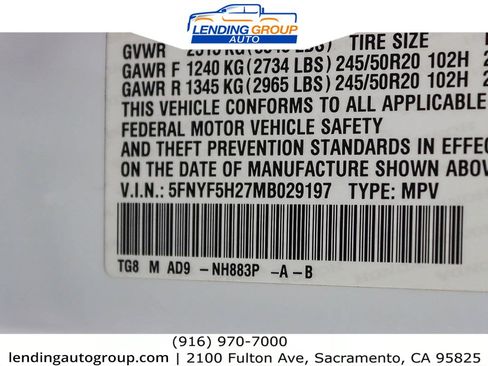 LENDING GROUP
AUTO
GVWR KG TIRE SIZE
GAWR F 1240 KG (2734 LBS) 245/50R20 102H
GAWR R 1345 KG (2965 LBS) 245/50R20 102H
THIS VEHICLE CONFORMS TO ALL APPLICABLE
FEDERAL MOTOR VEHICLE SAFETY
AND THEFT PREVENTION STANDARDS IN EFFEC
ON THE DATE OF MANUFACTURE SHOWN ABOV
V.I.N.: 5FNYF5H27MB029197 TYPE: MPV
TG8 M AD9 -NH883P -A-B
(916) 970-7000
lendingautogroup.com | 2100 Fulton Ave, Sacramento, CA 95825